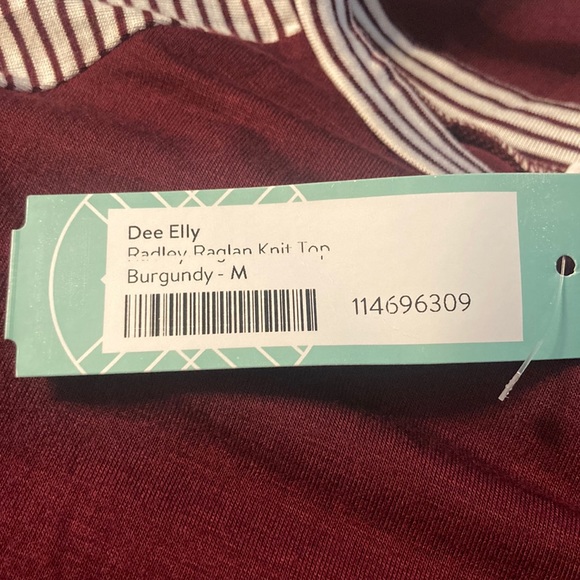 Dee Elly
Radley Raglan Knit Top
Burgundy - M
114696309